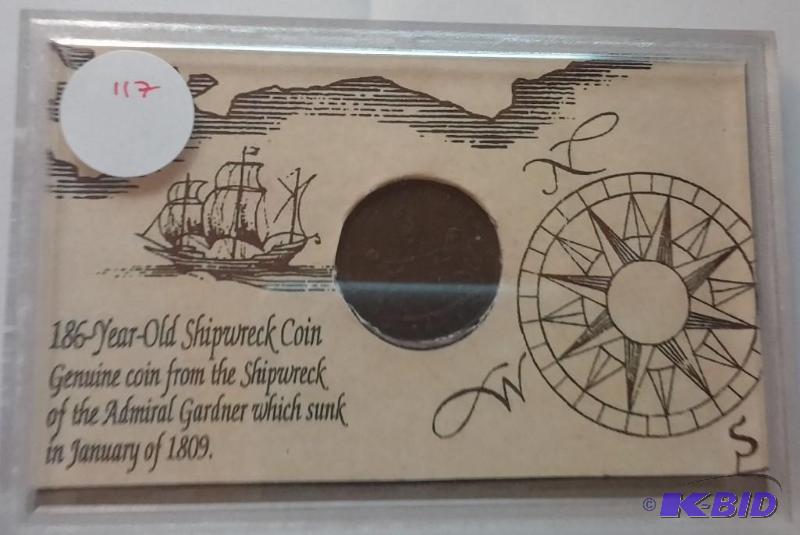 117
N
186-Year-Old Shipwreck Coin
Genuine coin from the Shipwreck
of the Admiral Gardner which sunk
in January of 1809.
W
S
© K-BID